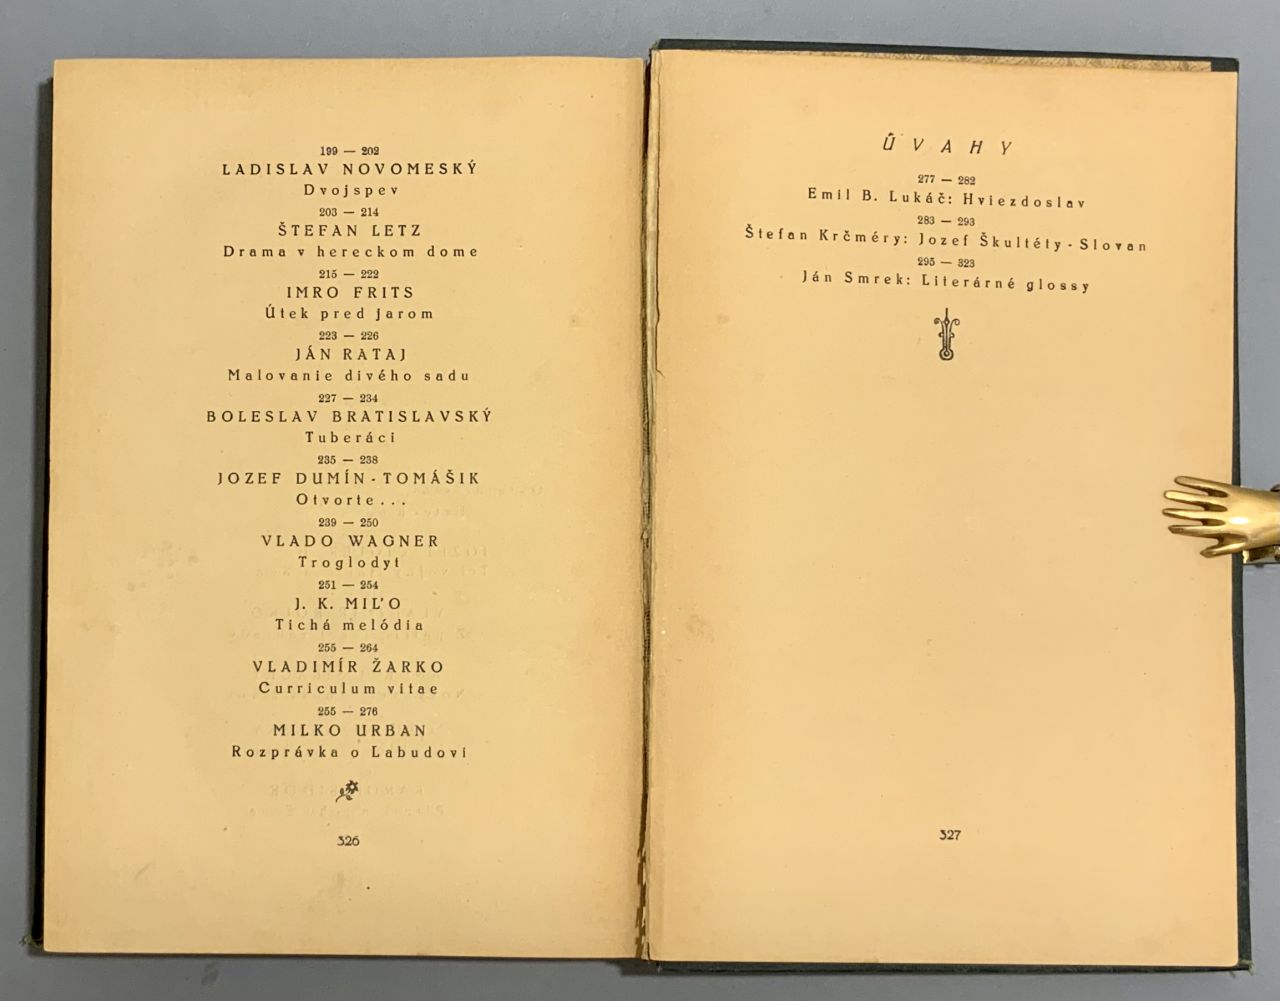 199 — 202
LADISLAV NOVOMESKÝ
Dvojspev
203 — 214
ŠTEFAN LETZ
Drama v hereckom dome
215 — 222
IMRO FRITS
Útek pred jarom
223 — 226
JÁN RATAJ
Malovanie divého sadu
227 — 234
BOLESLAV BRATISLAVSKÝ
Tuberáci
235 — 238
JOZEF DUMÍN-TOMÁŠIK
Otvorte...
239 — 250
VLADO WAGNER
Troglodyt
251 — 254
J. K. MIĽO
Tichá melódia
255 — 264
VLADIMÍR ŽARKO
Curriculum vitae
255 — 276
MILKO URBAN
Rozprávka o Labudovi
326
ÚVAHY
277 — 282
Emil B. Lukáč: Hviezdoslav
283 — 293
Štefan Krčméry: Jozef Škultéty-Slovan
295 — 323
Ján Smrek: Literárné glossy
327